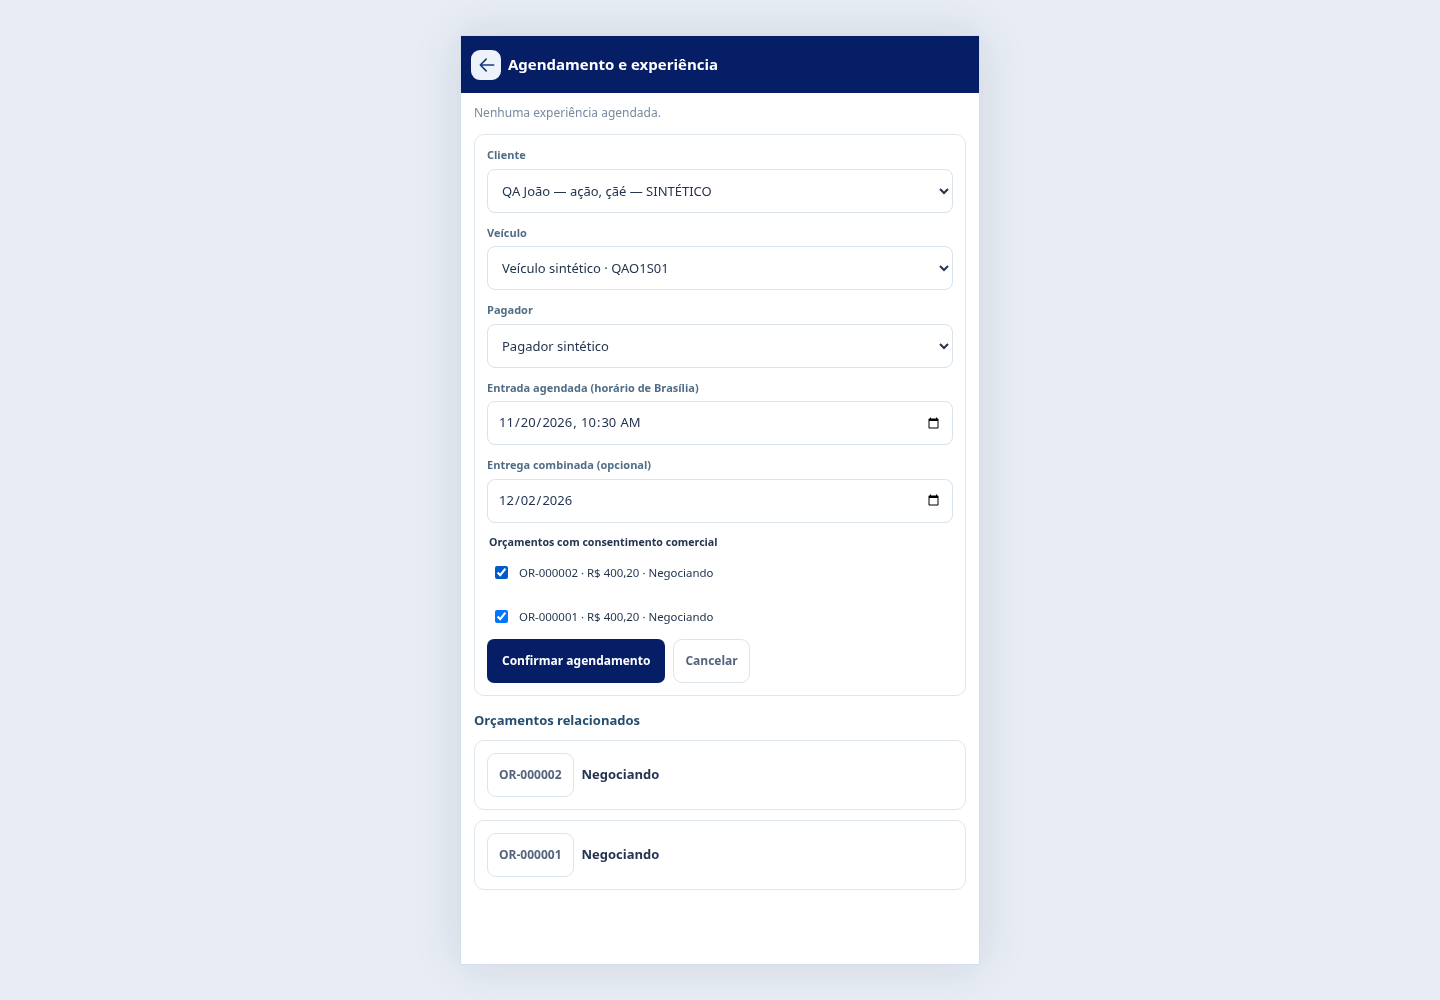 Agendamento e experiência
Nenhuma experiência agendada.
Cliente
QA João — ação, çãé — SINTÉTICO
Veículo
Veículo sintético · QAO1S01
Pagador
Pagador sintético
Entrada agendada (horário de Brasília)
11/20/2026, 10:30 AM
Entrega combinada (opcional)
12/02/2026
Orçamentos com consentimento comercial
OR-000002 · R$ 400,20 · Negociando
OR-000001 · R$ 400,20 · Negociando
Confirmar agendamento
Cancelar
Orçamentos relacionados
OR-000002 Negociando
OR-000001 Negociando